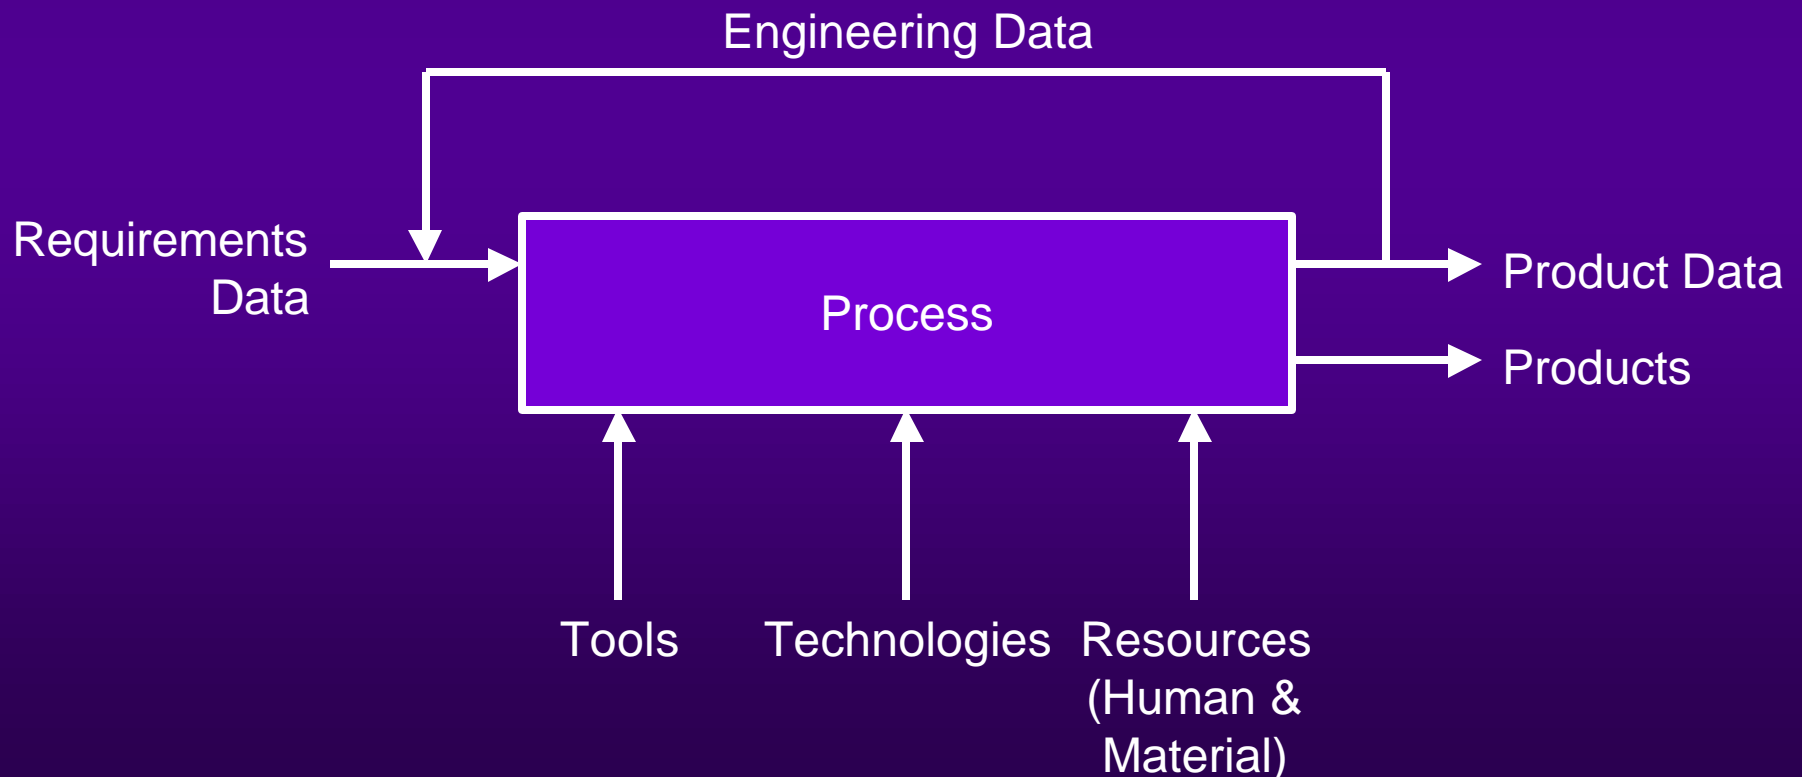 Engineering Data
Requirements
Data
Process
Product Data
Products
Tools
Technologies
Resources
(Human &
Material)